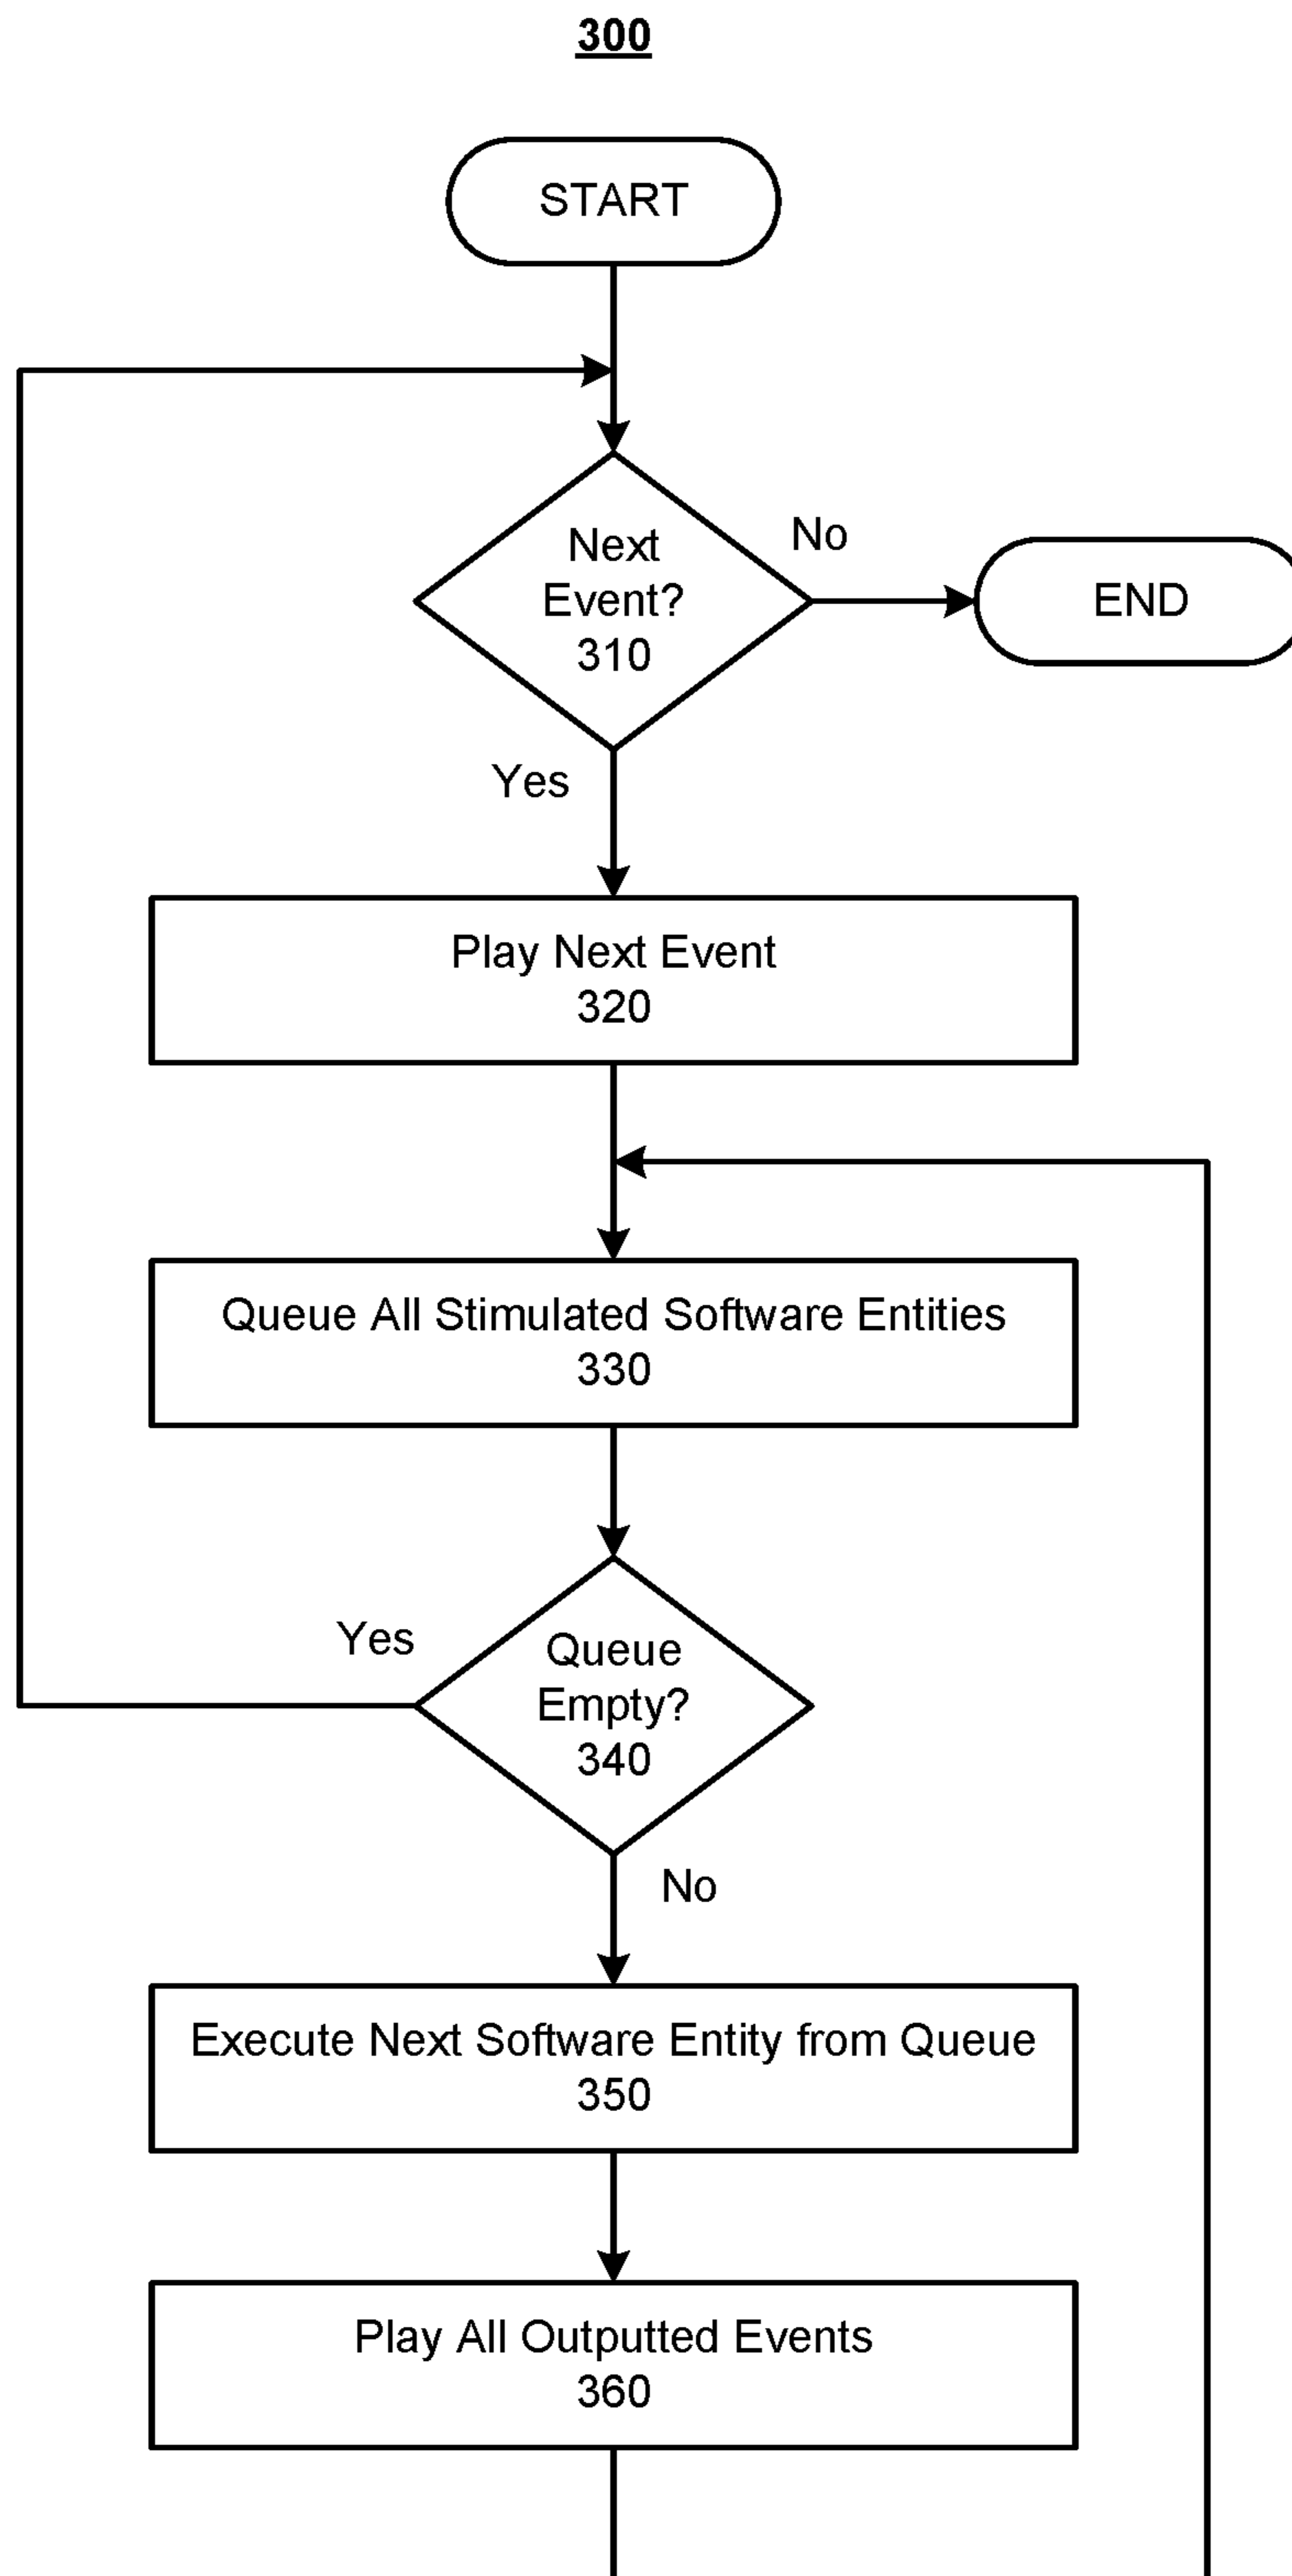 300
START
Next
Event?
310
No
END
Yes
Play Next Event
320
Queue All Stimulated Software Entities
330
Yes
Queue
Empty?
340
No
Execute Next Software Entity from Queue
350
Play All Outputted Events
360